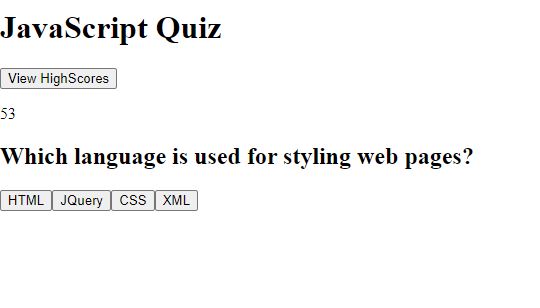 JavaScript Quiz
View HighScores
53
Which language is used for styling web pages?
HTML JQuery CSS XML